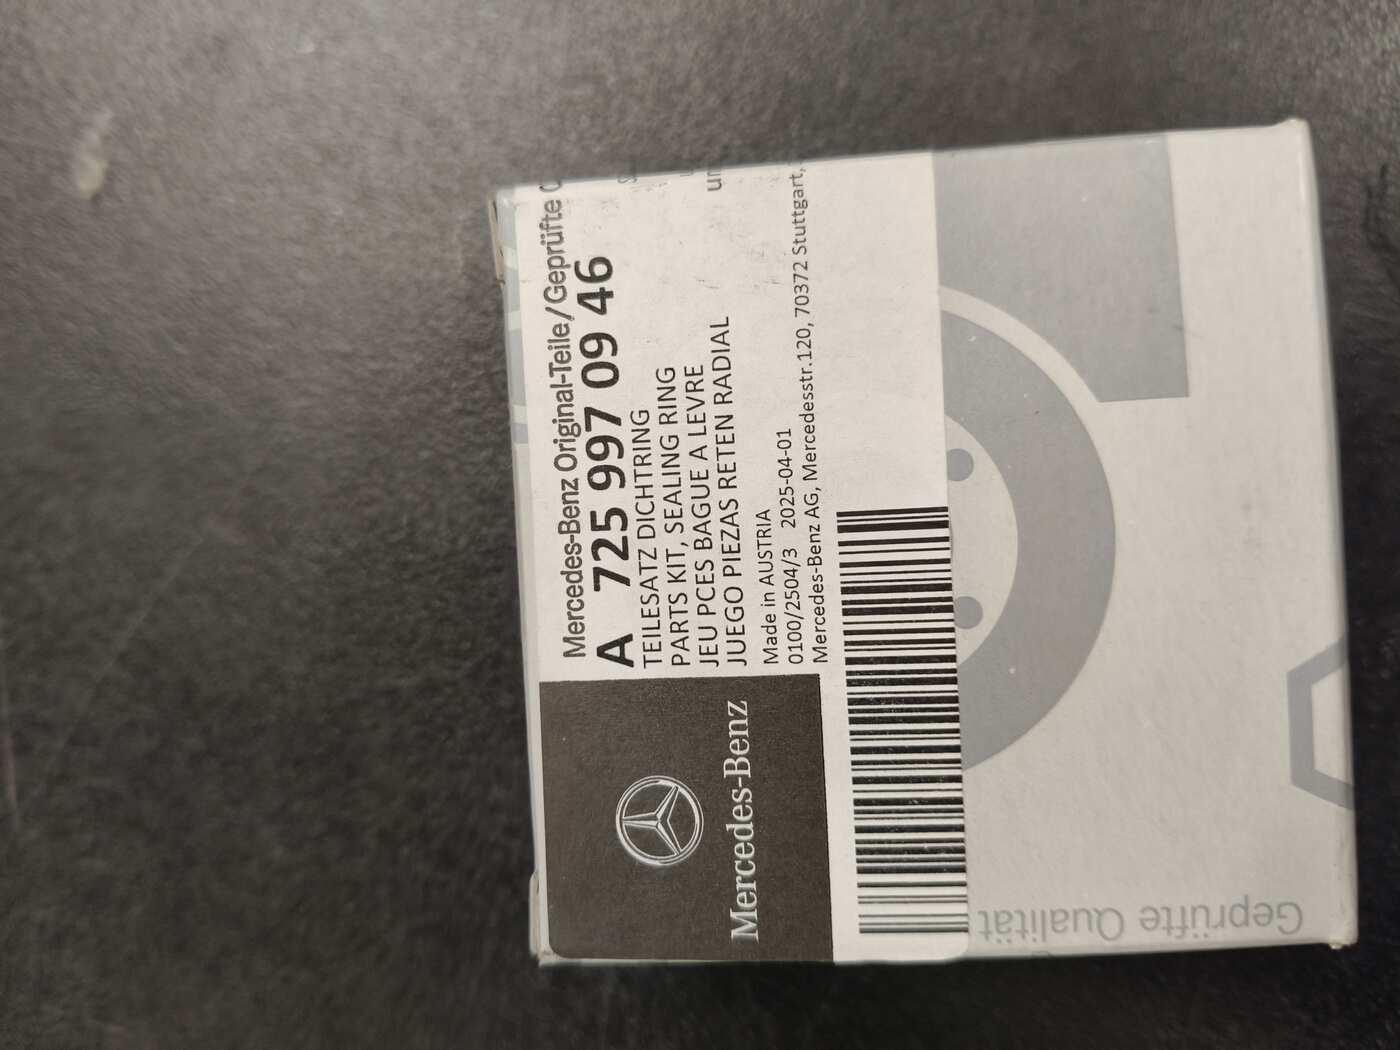 Mercedes-Benz Original-Teile/Geprüfte
A 725 997 09 46
TEILESATZ DICHTRING
PARTS KIT, SEALING RING
JEU PCES BAGUE A LEVRE
JUEGO PIEZAS RETEN RADIAL
Made in AUSTRIA
0100/2504/3 2025-04-01
Mercedes-Benz AG, Mercedesstr.120, 70372 Stuttgart,
Mercedes-Benz
Geprüfte Qualität